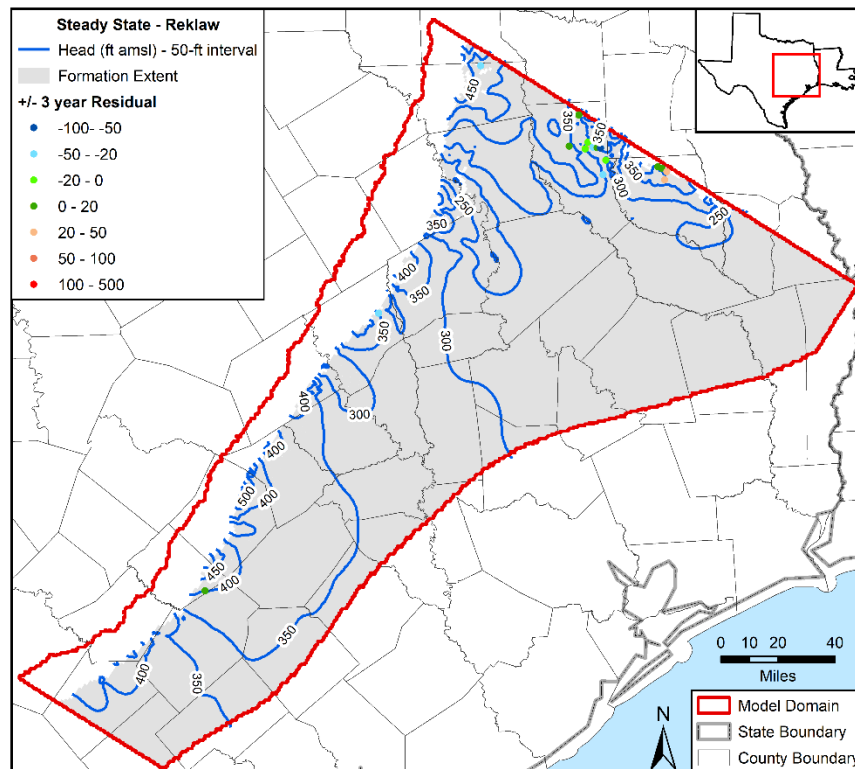 Steady State - Reklaw
Head (ft amsl) - 50-ft interval
Formation Extent
+/- 3 year Residual
-100- -50
-50 - -20
-20 - 0
0 - 20
20 - 50
50 - 100
100 - 500
450
350
350
350
300
250
250
350
400
350
300
350
400
300
400
500
400
450
400
350
400
350
0 10 20 40
Miles
N
Model Domain
State Boundary
County Boundary